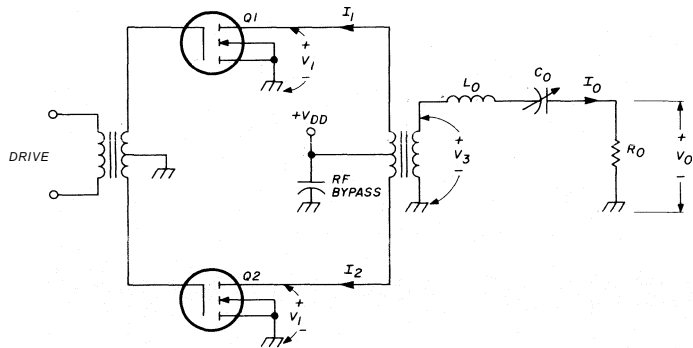 Q1
I1
+
V1
-
+VDD
RF
BYPASS
DRIVE
LO
CO
IO
+
V3
-
RO
+
VO
-
Q2
I2
+
V1
-